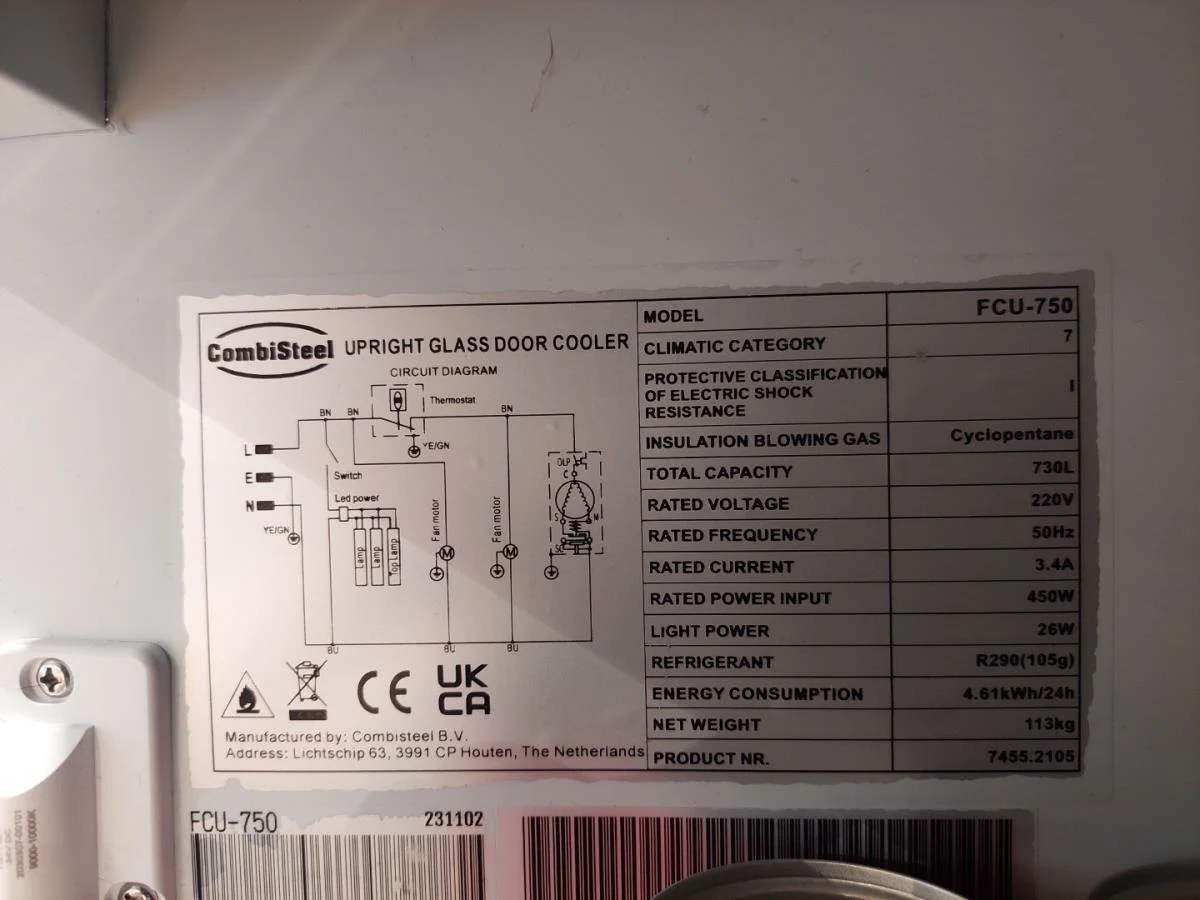 CombiSteel UPRIGHT GLASS DOOR COOLER
CIRCUIT DIAGRAM
BN BN Thermostat BN
L YE/GN
E Switch
N Led power
YE/GN
Lamp Lamp Top Lamp
Fan motor Fan motor
M M
OLP
C
S M
SC
BU BU BU
CE UK
CA
Manufactured by: Combisteel B.V.
Address: Lichtschip 63, 3991 CP Houten, The Netherlands
MODEL FCU-750
CLIMATIC CATEGORY 7
PROTECTIVE CLASSIFICATION
OF ELECTRIC SHOCK I
RESISTANCE
INSULATION BLOWING GAS Cyclopentane
TOTAL CAPACITY 730L
RATED VOLTAGE 220V
RATED FREQUENCY 50Hz
RATED CURRENT 3.4A
RATED POWER INPUT 450W
LIGHT POWER 26W
REFRIGERANT R290(105g)
ENERGY CONSUMPTION 4.61kWh/24h
NET WEIGHT 113kg
PRODUCT NR. 7455.2105
FCU-750 231102